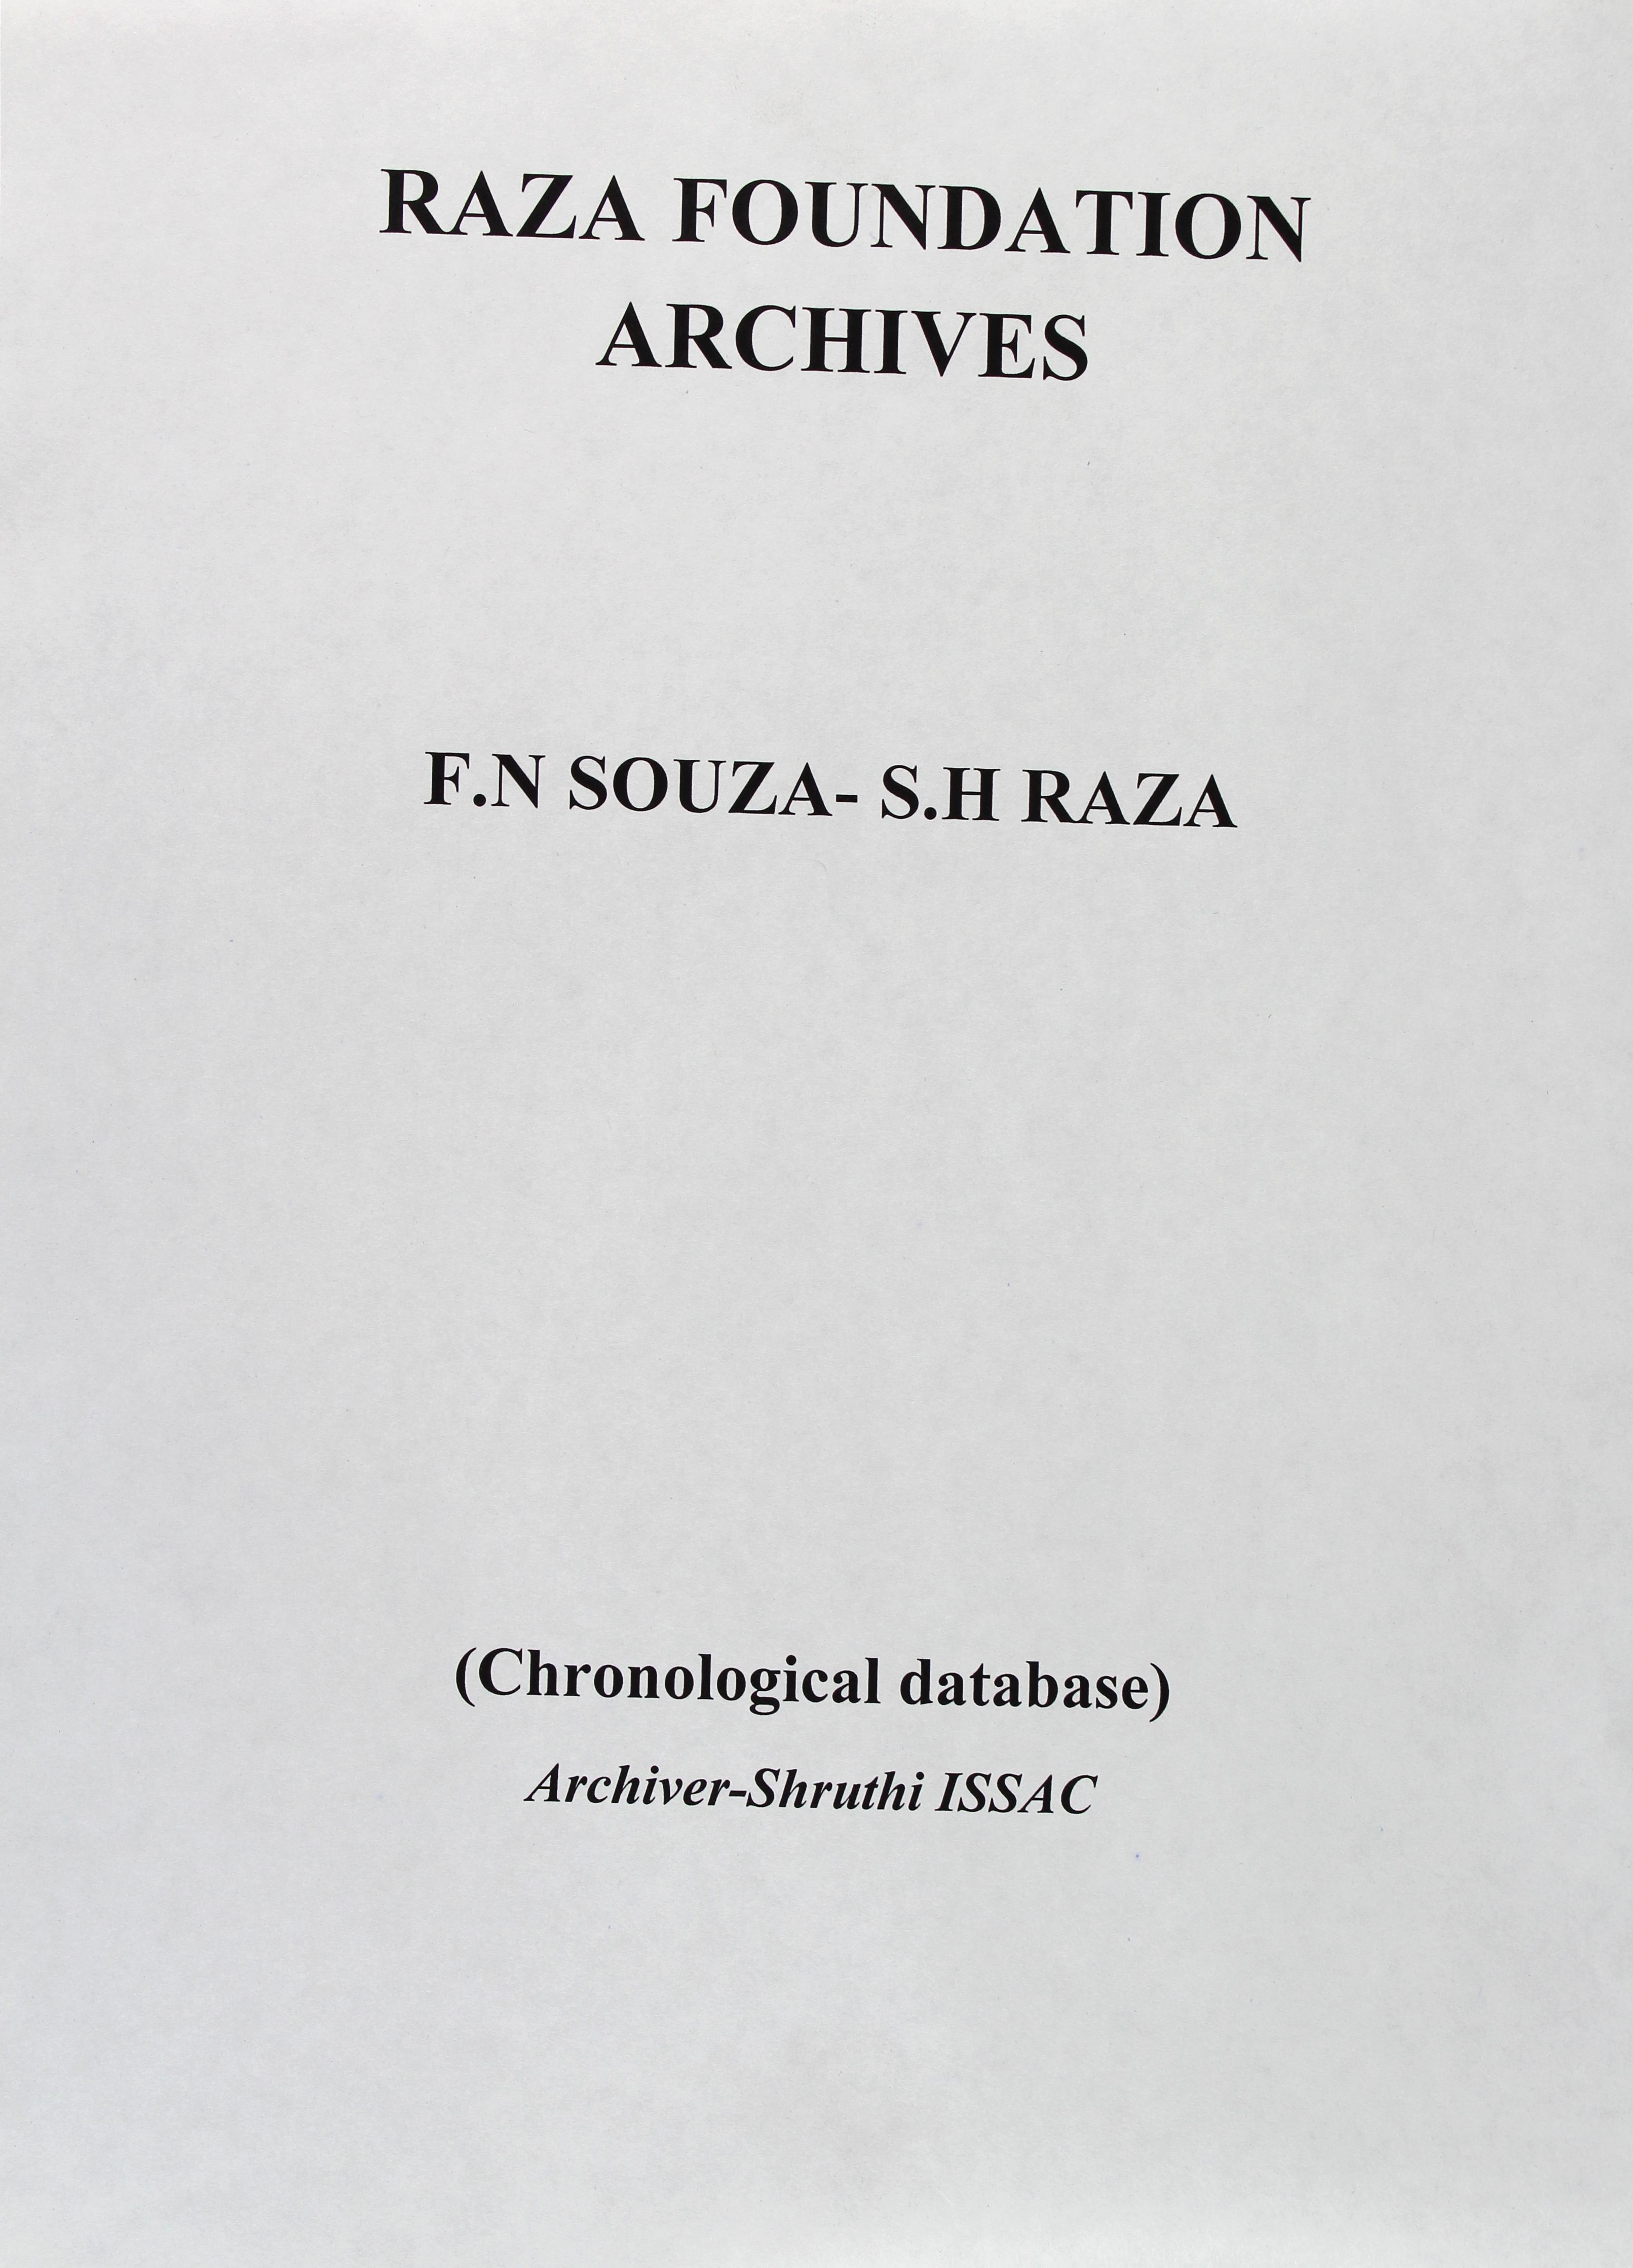 RAZA FOUNDATION
ARCHIVES
F.N SOUZA- S.H RAZA
(Chronological database)
Archiver-Shruthi ISSAC